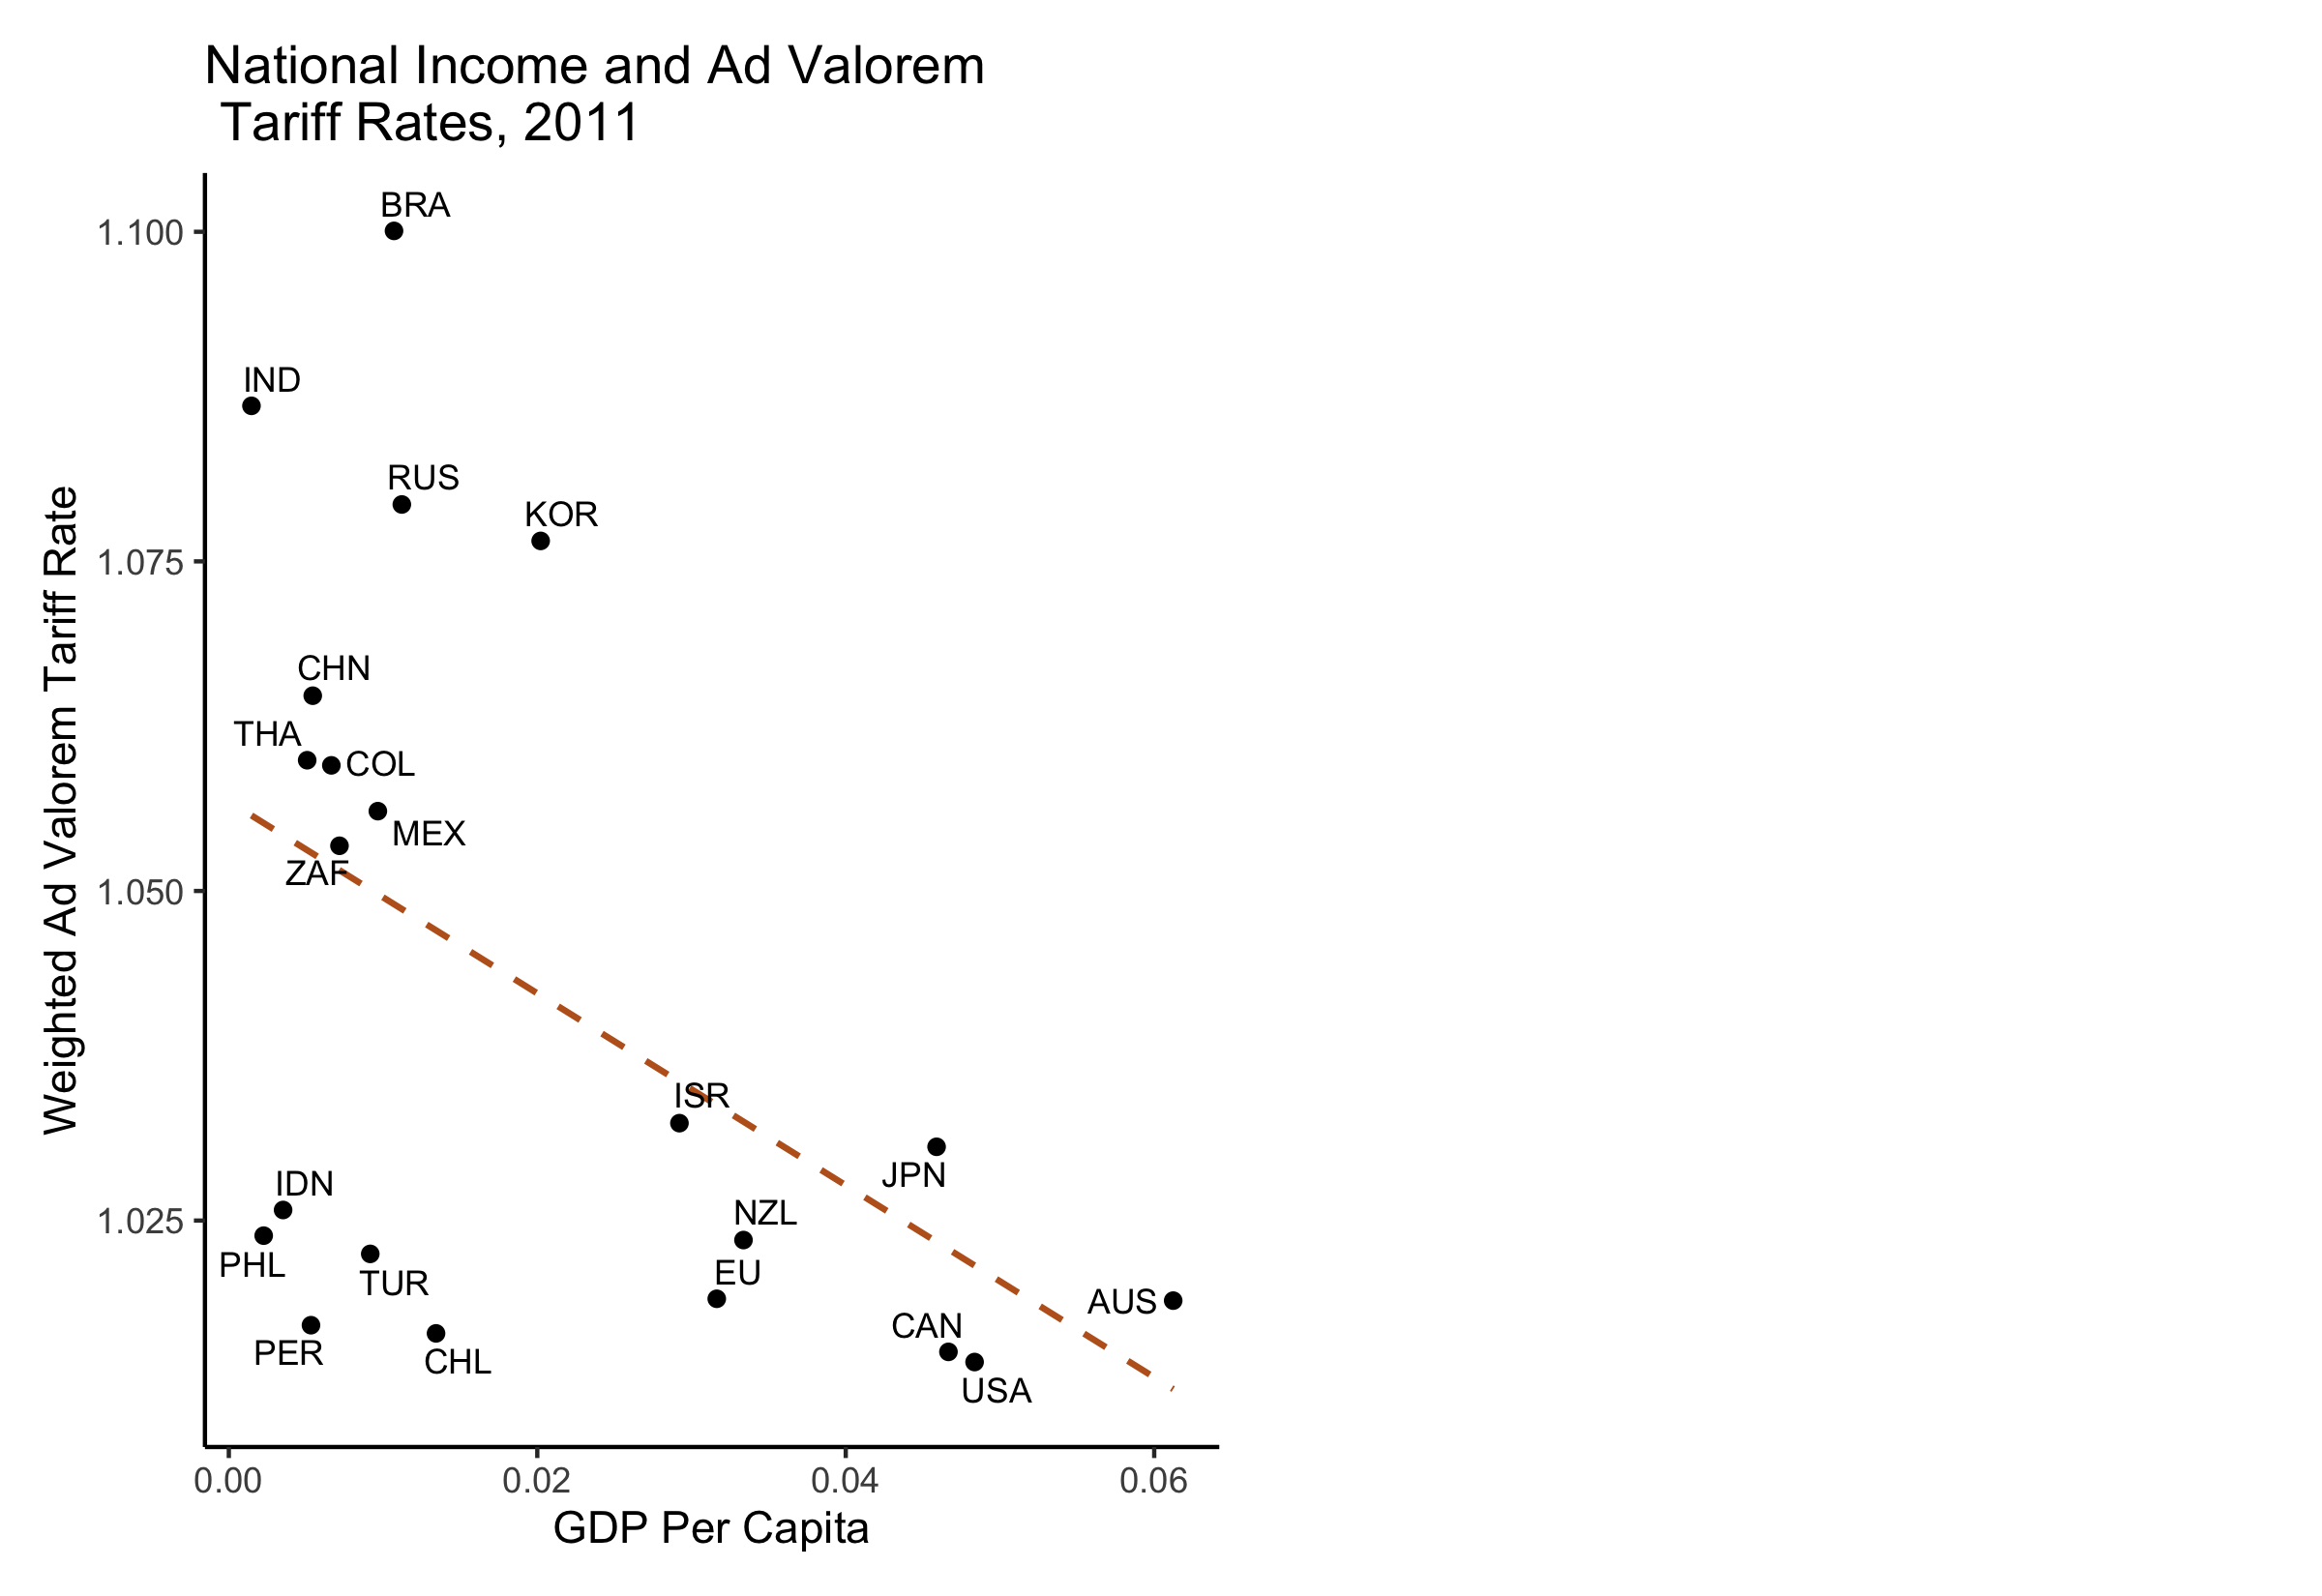 National Income and Ad Valorem
Tariff Rates, 2011
BRA
1.100
IND
RUS
KOR
1.075
CHN
THA
COL
MEX
ZAF
1.050
ISR
JPN
IDN
NZL
1.025
PHL
EU
TUR
AUS
CAN
PER
CHL
USA
0.00 0.02 0.04 0.06
GDP Per Capita
Weighted Ad Valorem Tariff Rate